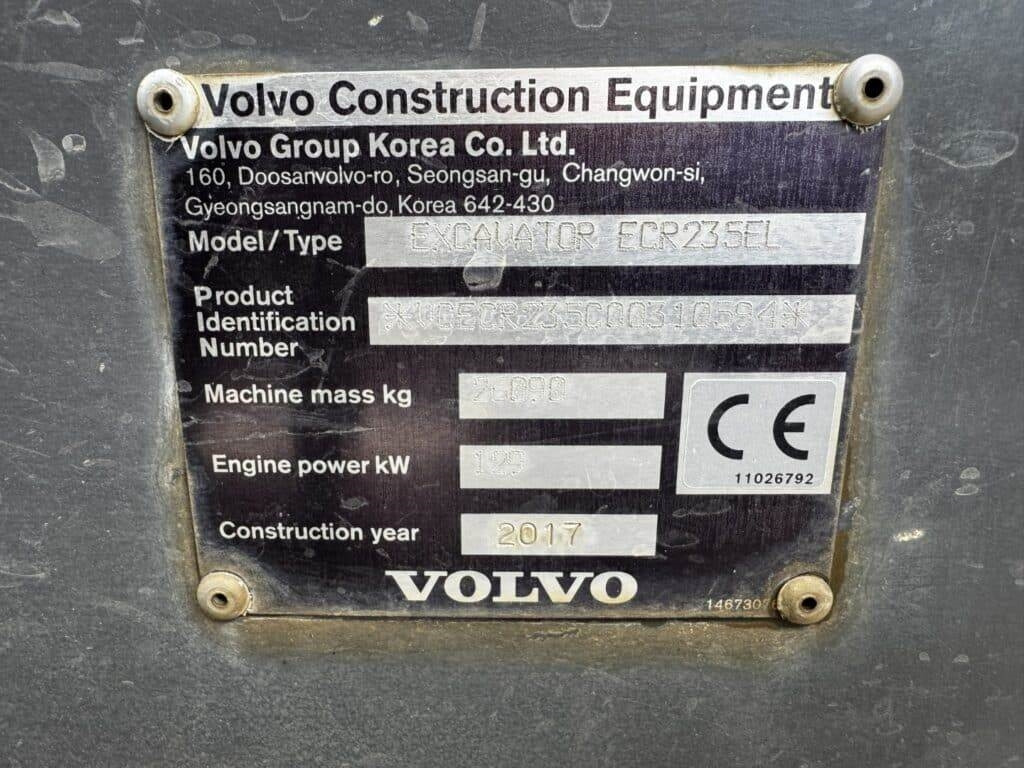 Volvo Construction Equipment
Volvo Group Korea Co. Ltd.
160, Doosanvolvo-ro, Seongsan-gu, Changwon-si,
Gyeongsangnam-do, Korea 642-430
Model/Type EXCAVATOR ECR235EL
Product
Identification
Number
*VCECR235C00310594*
Machine mass kg 26090
Engine power kW 129
CE
11026792
Construction year 2017
VOLVO